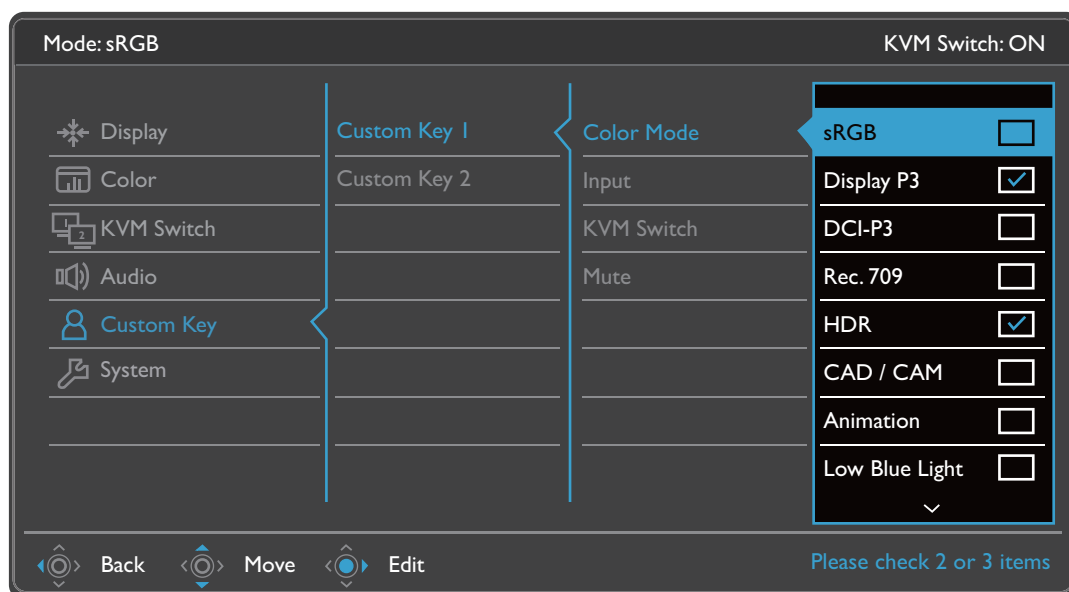 Mode: sRGB
KVM Switch: ON
Display
Color
1
2
KVM Switch
Audio
Custom Key
System
Custom Key 1
Custom Key 2
Color Mode
Input
KVM Switch
Mute
sRGB
Display P3
DCI-P3
Rec. 709
HDR
CAD / CAM
Animation
Low Blue Light
Back
Move
Edit
Please check 2 or 3 items